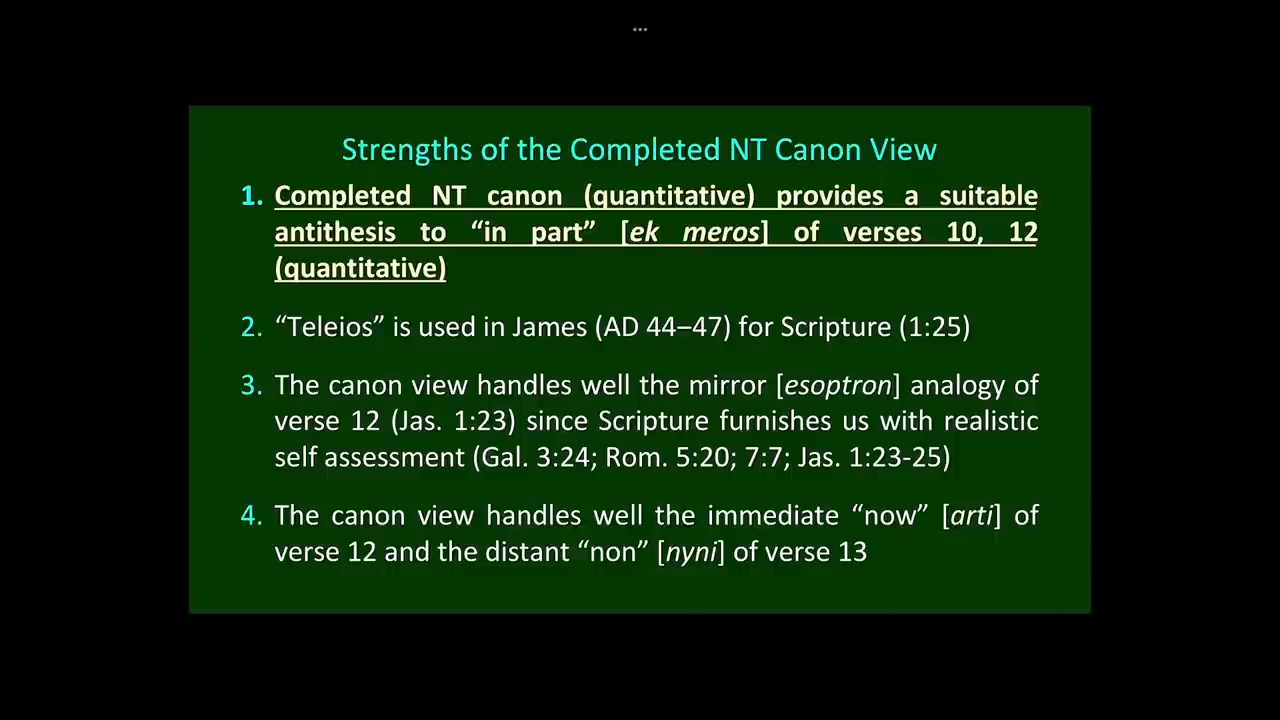 ...
Strengths of the Completed NT Canon View
1. Completed NT canon (quantitative) provides a suitable
antithesis to “in part” [ek meros] of verses 10, 12
(quantitative)
2. “Teleios” is used in James (AD 44–47) for Scripture (1:25)
3. The canon view handles well the mirror [esoptron] analogy of
verse 12 (Jas. 1:23) since Scripture furnishes us with realistic
self assessment (Gal. 3:24; Rom. 5:20; 7:7; Jas. 1:23-25)
4. The canon view handles well the immediate “now” [arti] of
verse 12 and the distant “non” [nyni] of verse 13